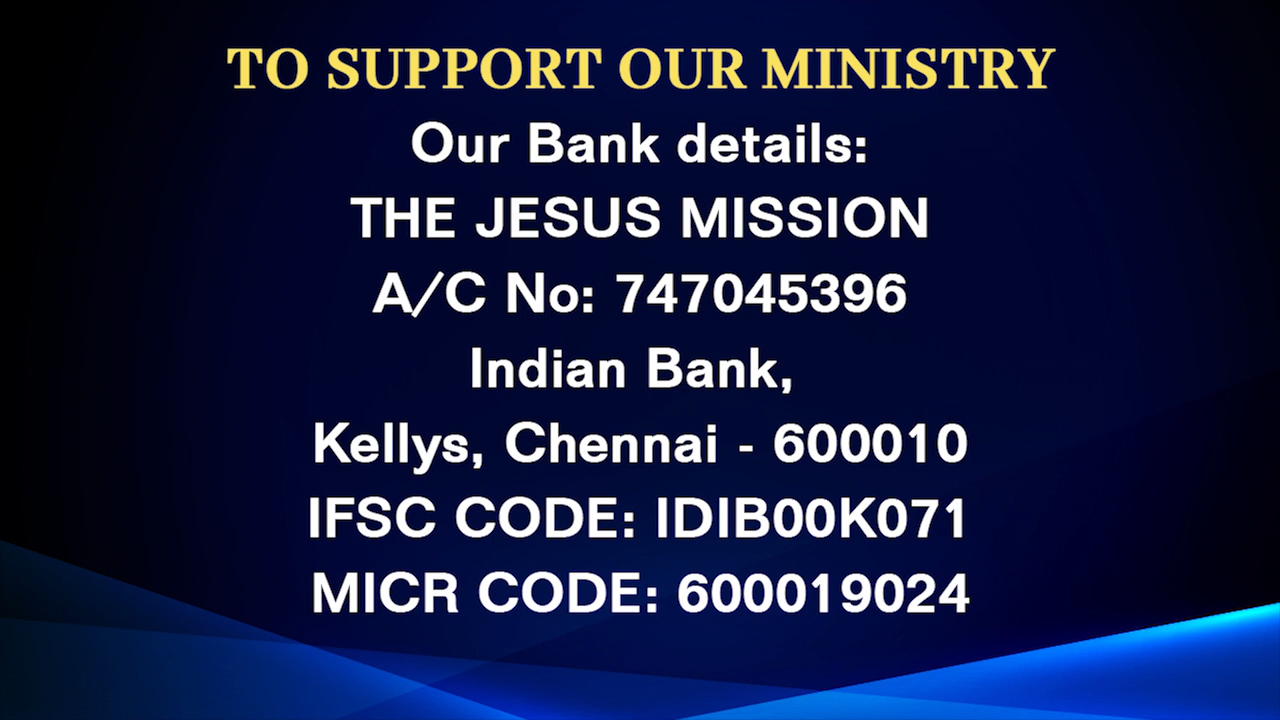 TO SUPPORT OUR MINISTRY
Our Bank details:
THE JESUS MISSION
A/C No: 747045396
Indian Bank,
Kellys, Chennai - 600010
IFSC CODE: IDIB00K071
MICR CODE: 600019024